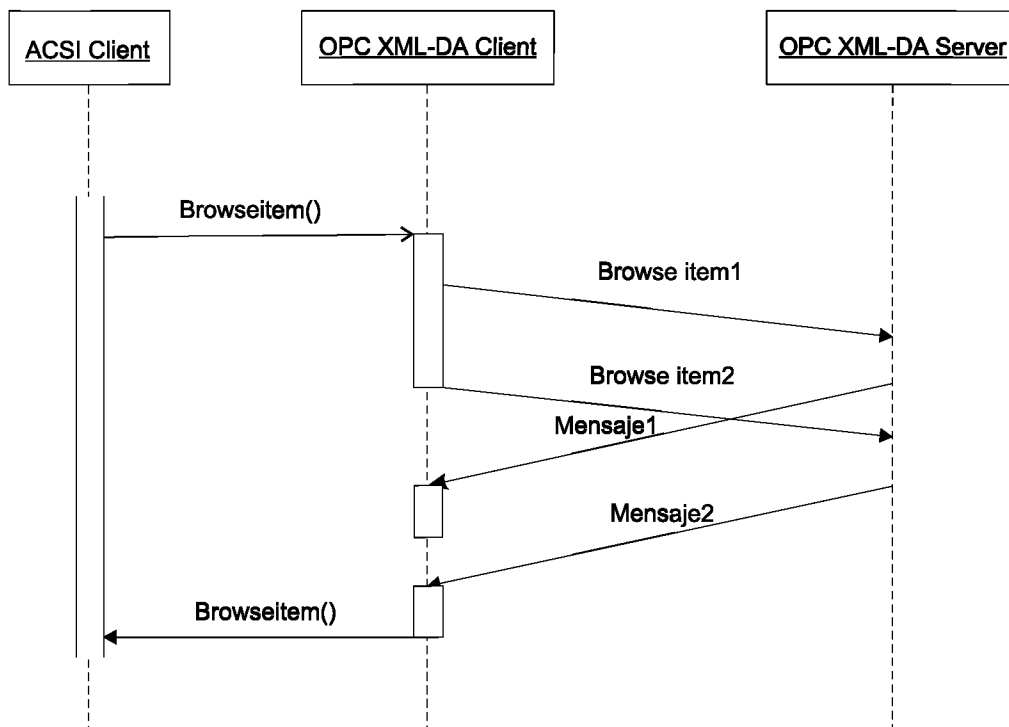 ACSI Client
OPC XML-DA Client
OPC XML-DA Server
Browseitem()
Browse item1
Browse item2
Mensaje1
Mensaje2
Browseitem()